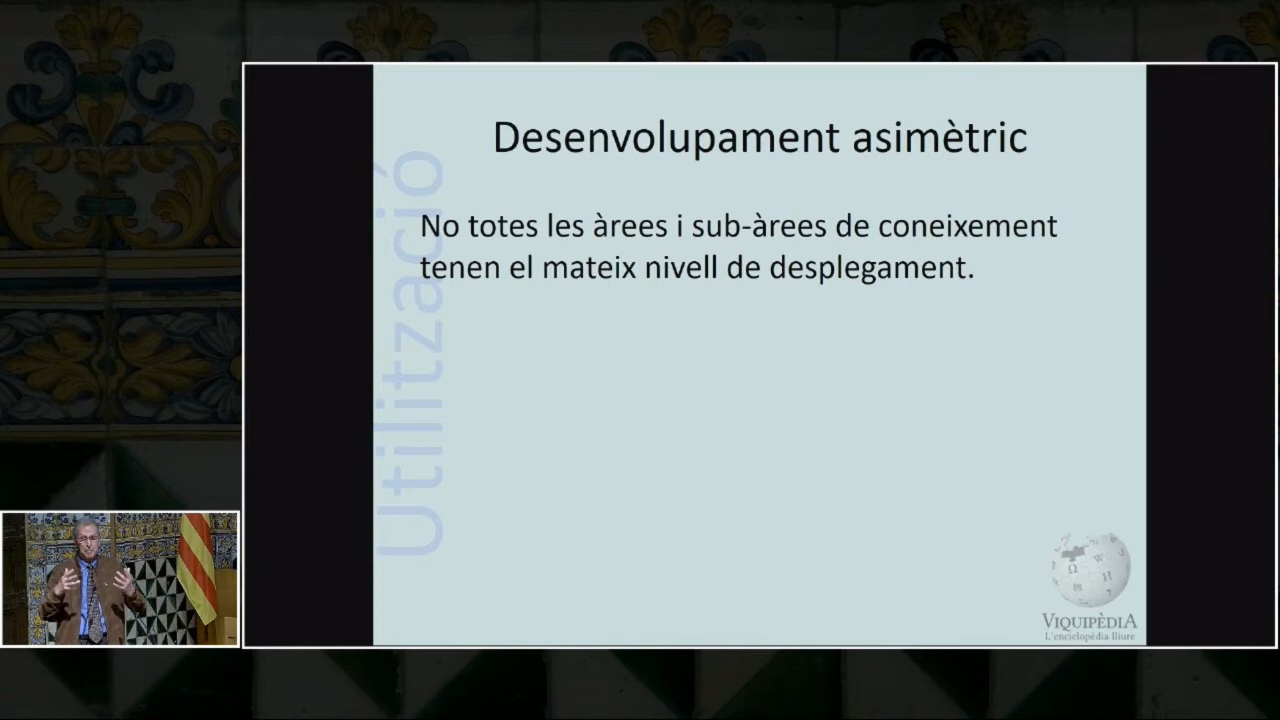 Desenvolupament asimètric
No totes les àrees i sub-àrees de coneixement
tenen el mateix nivell de desplegament.
Utilització
Ω W И
VIQUIPÈDIA
L'enciclopèdia lliure